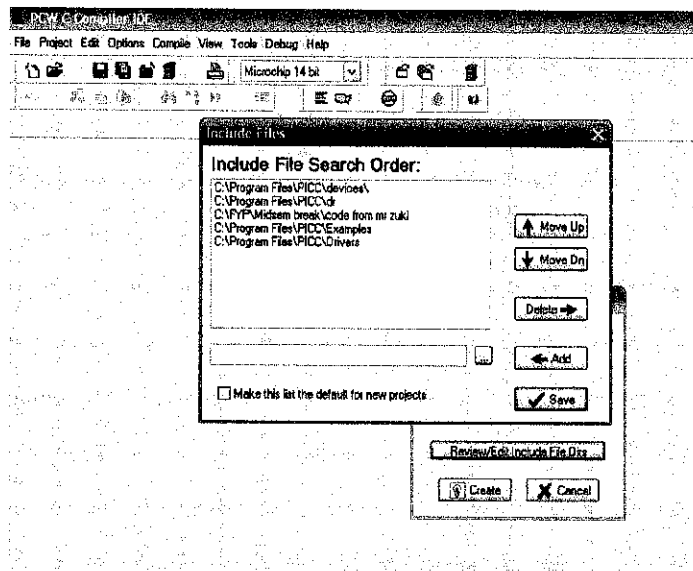 PCW C Compiler IDE
File Project Edit Options Compile View Tools Debug Help
Microchip 14 bit
Include Files
Include File Search Order:
C:\Program Files\PICC\devices\
C:\Program Files\PICC\dr
C:\FYP\Midsem break\code from mr zuki
C:\Program Files\PICC\Examples
C:\Program Files\PICC\Drivers
Move Up
Move Dn
Delete
...
Add
Make this list the default for new projects
Save
Review/Edit Include File Dirs
Create
Cancel